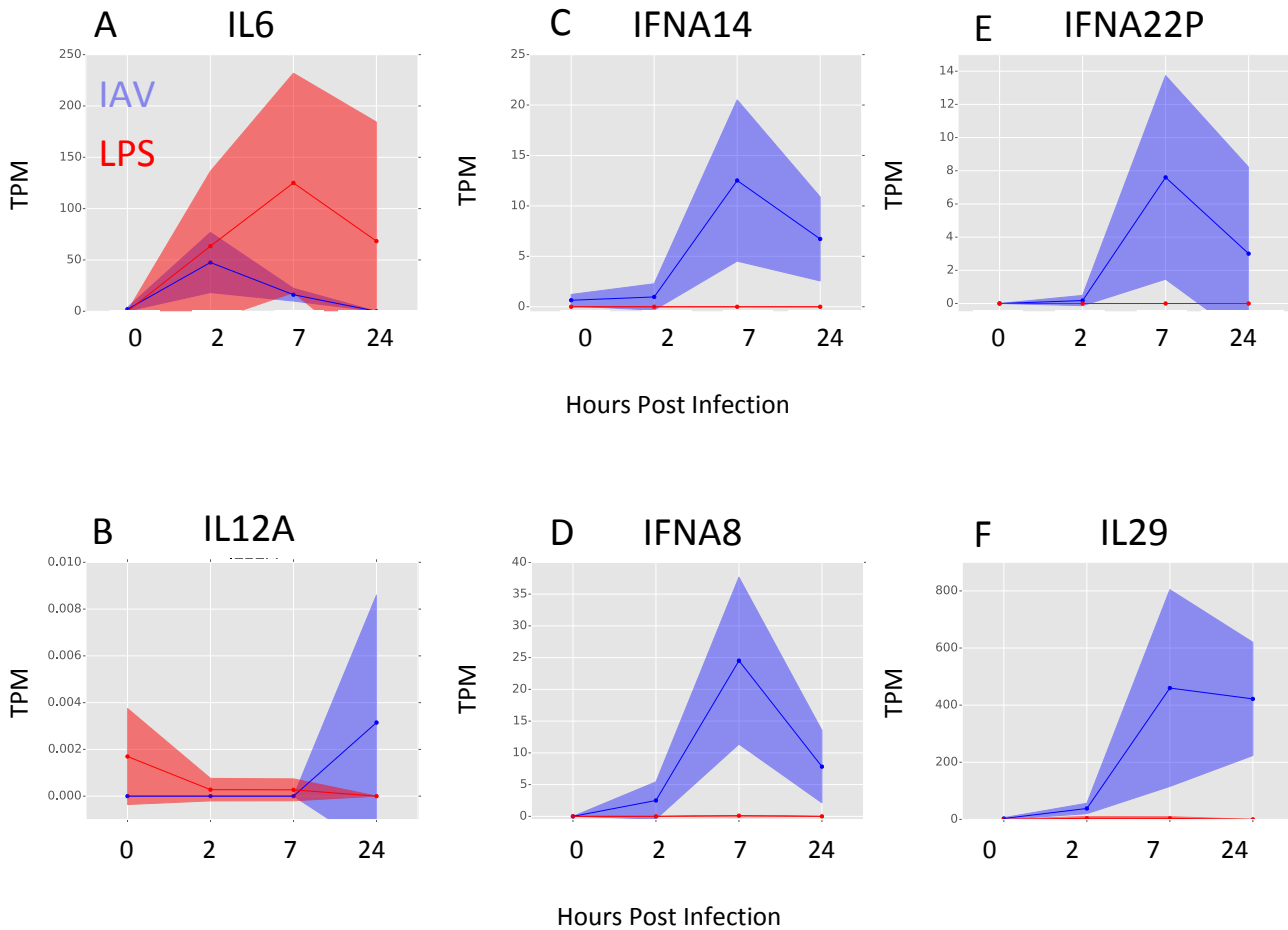 A IL6
250
200
150
100
50
0
IAV
LPS
TPM
0 2 7 24
C IFNA14
25
20
15
10
5
0
TPM
0 2 7 24
E IFNA22P
14
12
10
8
6
4
2
0
TPM
0 2 7 24
Hours Post Infection
B IL12A
0.010
0.008
0.006
0.004
0.002
0.000
TPM
0 2 7 24
D IFNA8
40
35
30
25
20
15
10
5
0
TPM
0 2 7 24
F IL29
800
600
400
200
0
TPM
0 2 7 24
Hours Post Infection